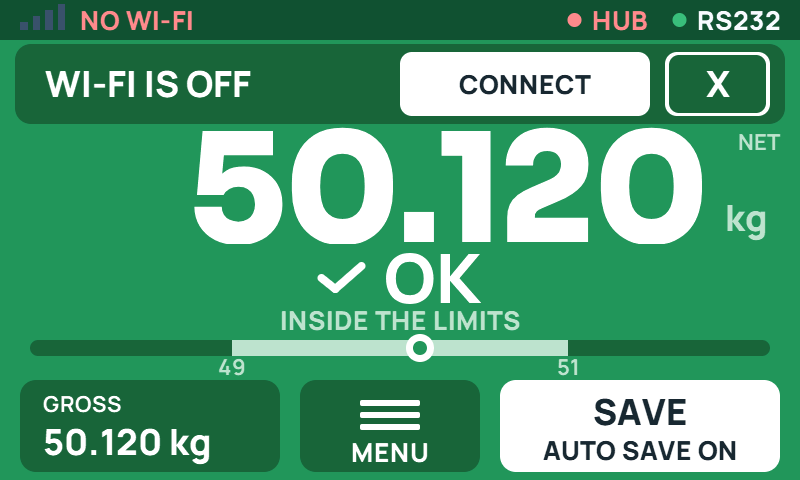 NO WI-FI
HUB
RS232
WI-FI IS OFF
CONNECT
X
50.120
NET
kg
OK
INSIDE THE LIMITS
49
51
GROSS
50.120 kg
MENU
SAVE
AUTO SAVE ON